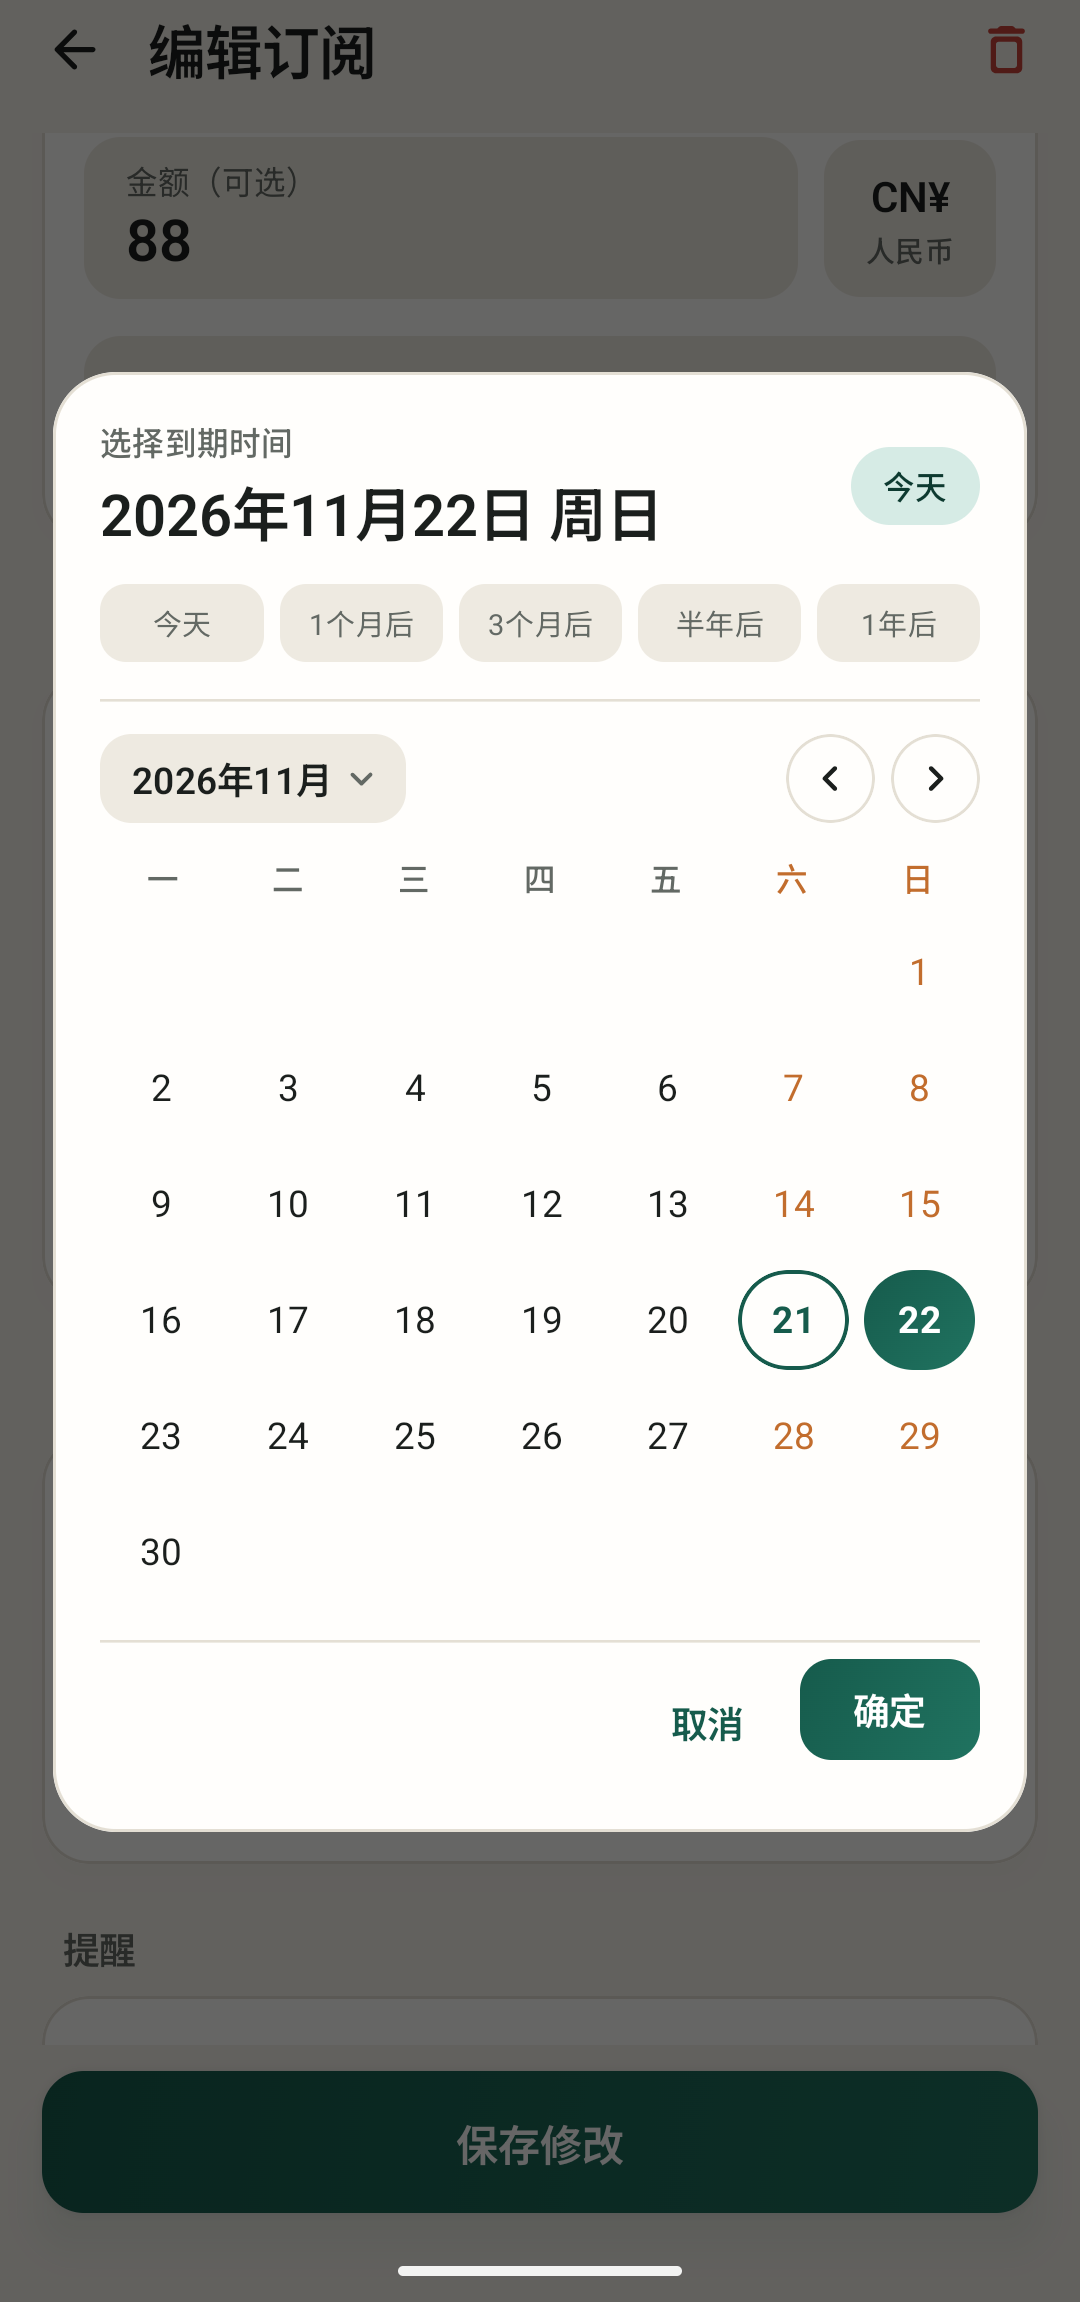 编辑订阅
金额（可选）
88
CN¥
人民币
选择到期时间
2026年11月22日 周日
今天
今天 1个月后 3个月后 半年后 1年后
2026年11月
一 二 三 四 五 六 日
1
2 3 4 5 6 7 8
9 10 11 12 13 14 15
16 17 18 19 20 21 22
23 24 25 26 27 28 29
30
取消 确定
提醒
保存修改